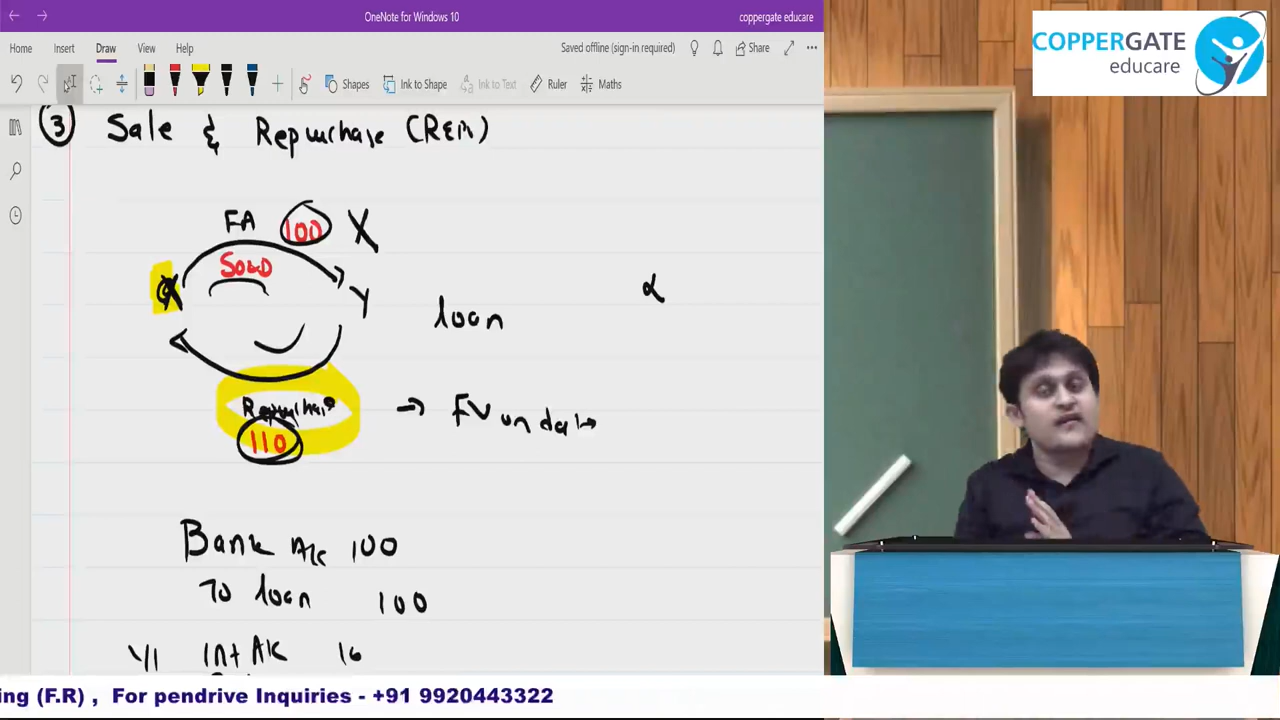 OneNote for Windows 10
coppergate educare
Home Insert Draw View Help
Saved offline (sign-in required)
Share
Shapes
Ink to Shape
Ink to Text
Ruler
Maths
COPPERGATE
educare
3 Sale & Repurchase
FA 100 X
SOLD
Y
loan
α
Repurchase → FV on date
110
Bank A/c 100
To loan 100
Y1 Int A/c 10
ing (F.R) , For pendrive Inquiries - +91 9920443322